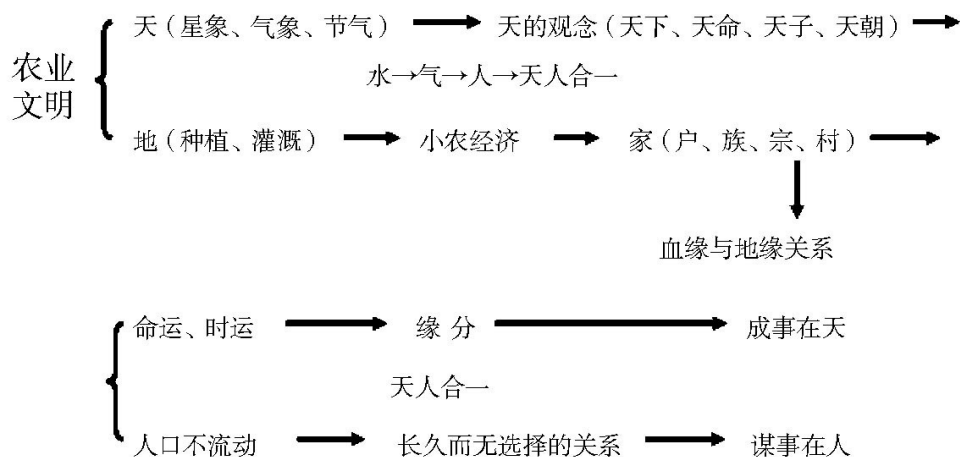 天（星象、气象、节气） 天的观念（天下、天命、天子、天朝）
农业
文明
水→气→人→天人合一
地（种植、灌溉） 小农经济 家（户、族、宗、村）
血缘与地缘关系
命运、时运 缘分 成事在天
天人合一
人口不流动 长久而无选择的关系 谋事在人